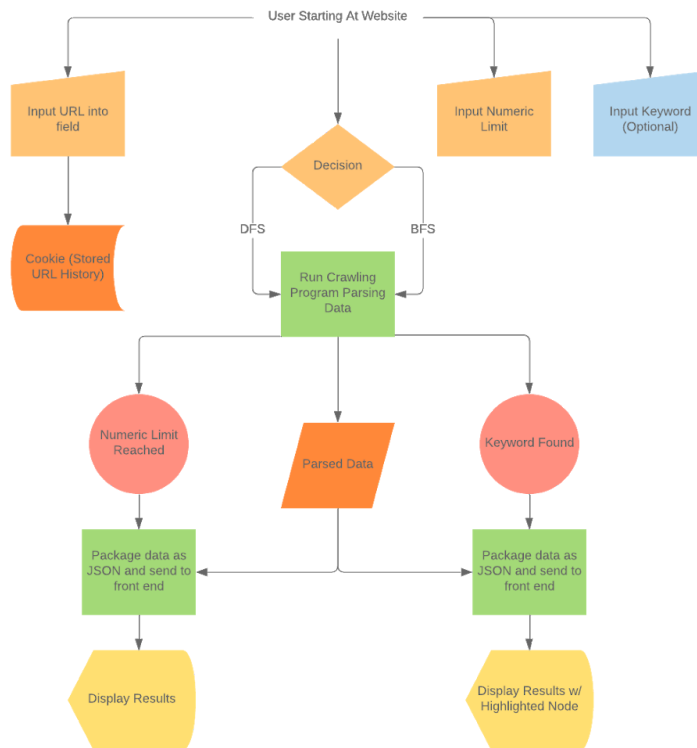 User Starting At Website
Input URL into
field
Input Numeric
Limit
Input Keyword
(Optional)
Decision
DFS
BFS
Cookie (Stored
URL History)
Run Crawling
Program Parsing
Data
Numeric Limit
Reached
Parsed Data
Keyword Found
Package data as
JSON and send to
front end
Package data as
JSON and send to
front end
Display Results
Display Results w/
Highlighted Node